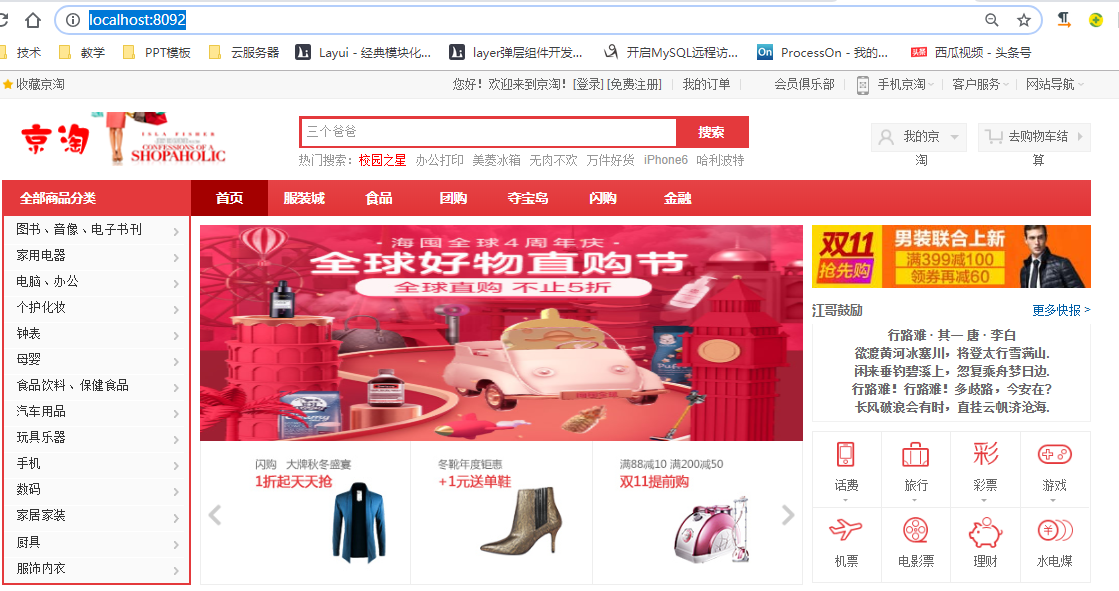 localhost:8092
技术 教学 PPT模板 云服务器 Layui - 经典模块化... layer弹层组件开发... 开启MySQL远程访... On ProcessOn - 我的... 头条 西瓜视频 - 头条号
收藏京淘 您好！欢迎来到京淘！[登录] [免费注册] 我的订单 会员俱乐部 手机京淘 客户服务 网站导航
京淘
ISLA FISHER
CONFESSIONS OF A
SHOPAHOLIC
三个爸爸 搜索
热门搜索： 校园之星 办公打印 美菱冰箱 无肉不欢 万件好货 iPhone6 哈利波特
我的京淘
去购物车结算
全部商品分类 首页 服装城 食品 团购 夺宝岛 闪购 金融
图书、音像、电子书刊
家用电器
电脑、办公
个护化妆
钟表
母婴
食品饮料、保健食品
汽车用品
玩具乐器
手机
数码
家居家装
厨具
服饰内衣
· 海囤全球4周年庆 ·
全球好物直购节
全球直购 不止5折
闪购 大牌秋冬盛宴
1折起天天抢
冬靴年度钜惠
+1元送单鞋
满88减10 满200减50
双11提前购
双11
抢先购
男装联合上新
满399减100
领券再减60
江哥鼓励 更多快报 >
行路难 · 其一 唐 · 李白
欲渡黄河冰塞川，将登太行雪满山.
闲来垂钓碧溪上，忽复乘舟梦日边.
行路难！行路难！多歧路，今安在?
长风破浪会有时，直挂云帆济沧海.
彩
话费 旅行 彩票 游戏
机票 电影票 理财 水电煤